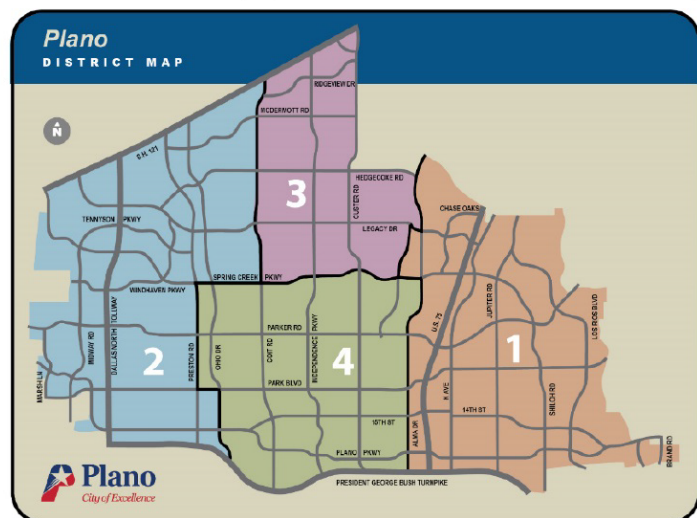 Plano
DISTRICT MAP
N
RIDGEVIEW DR
MCDERMOTT RD
S.H. 121
HEDGECOXE RD
3
CUSTER RD
CHASE OAKS
TENNYSON PKWY
LEGACY DR
SPRING CREEK PKWY
WINDHAVEN PKWY
U.S. 75
JUPITER RD
LOS RIOS BLVD
MIDWAY RD
DALLAS NORTH TOLLWAY
PRESTON RD
OHIO DR
COIT RD
INDEPENDENCE PKWY
PARKER RD
2
4
1
MARSH LN
PARK BLVD
K AVE
SHILOH RD
15TH ST
14TH ST
ALMA DR
PLANO PKWY
BRAND RD
PRESIDENT GEORGE BUSH TURNPIKE
Plano
City of Excellence